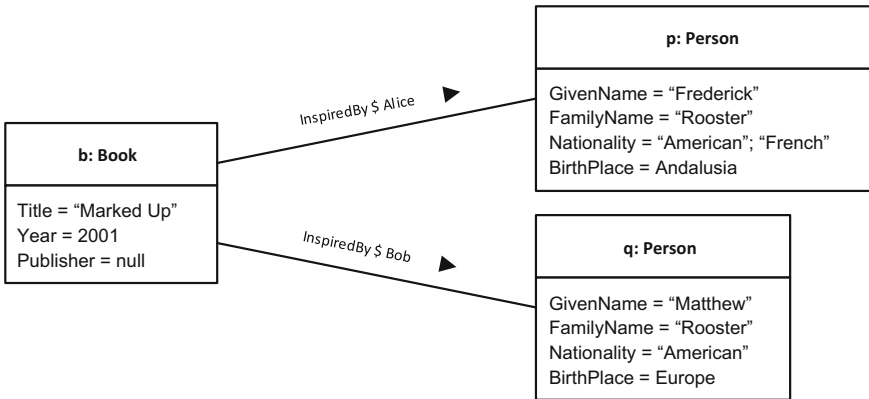 p: Person
GivenName = “Frederick”
FamilyName = “Rooster”
Nationality = “American”; “French”
BirthPlace = Andalusia
InspiredBy $ Alice
b: Book
Title = “Marked Up”
Year = 2001
Publisher = null
InspiredBy $ Bob
q: Person
GivenName = “Matthew”
FamilyName = “Rooster”
Nationality = “American”
BirthPlace = Europe